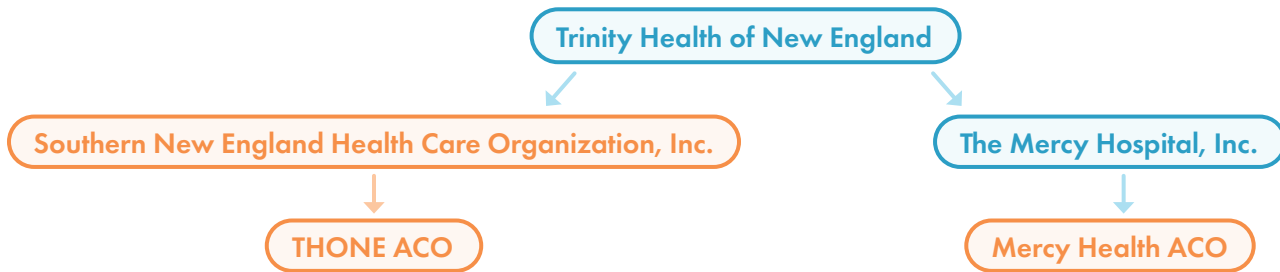 Trinity Health of New England
Southern New England Health Care Organization, Inc.
The Mercy Hospital, Inc.
THONE ACO
Mercy Health ACO